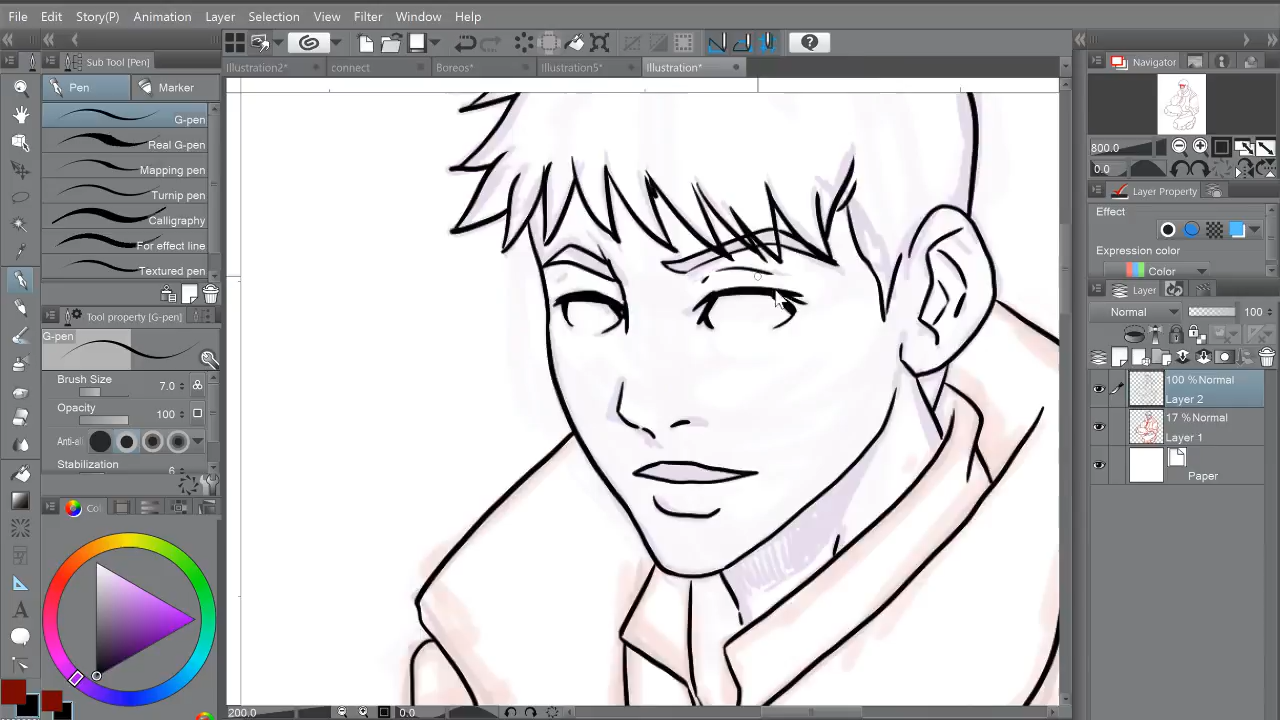 File Edit Story(P) Animation Layer Selection View Filter Window Help
Sub Tool [Pen]
Illustration2* connect Boreos* Illustration5* Illustration*
Pen Marker
G-pen
Real G-pen
Mapping pen
Turnip pen
Calligraphy
For effect line
Textured pen
Tool property [G-pen]
G-pen
Brush Size 7.0
Opacity 100
Anti-ali
Stabilization 6
Col
A
200.0 0.0
Navigator
800.0
0.0
Layer Property
Effect
Expression color
Color
Layer
Normal 100
100 %Normal
Layer 2
17 %Normal
Layer 1
Paper